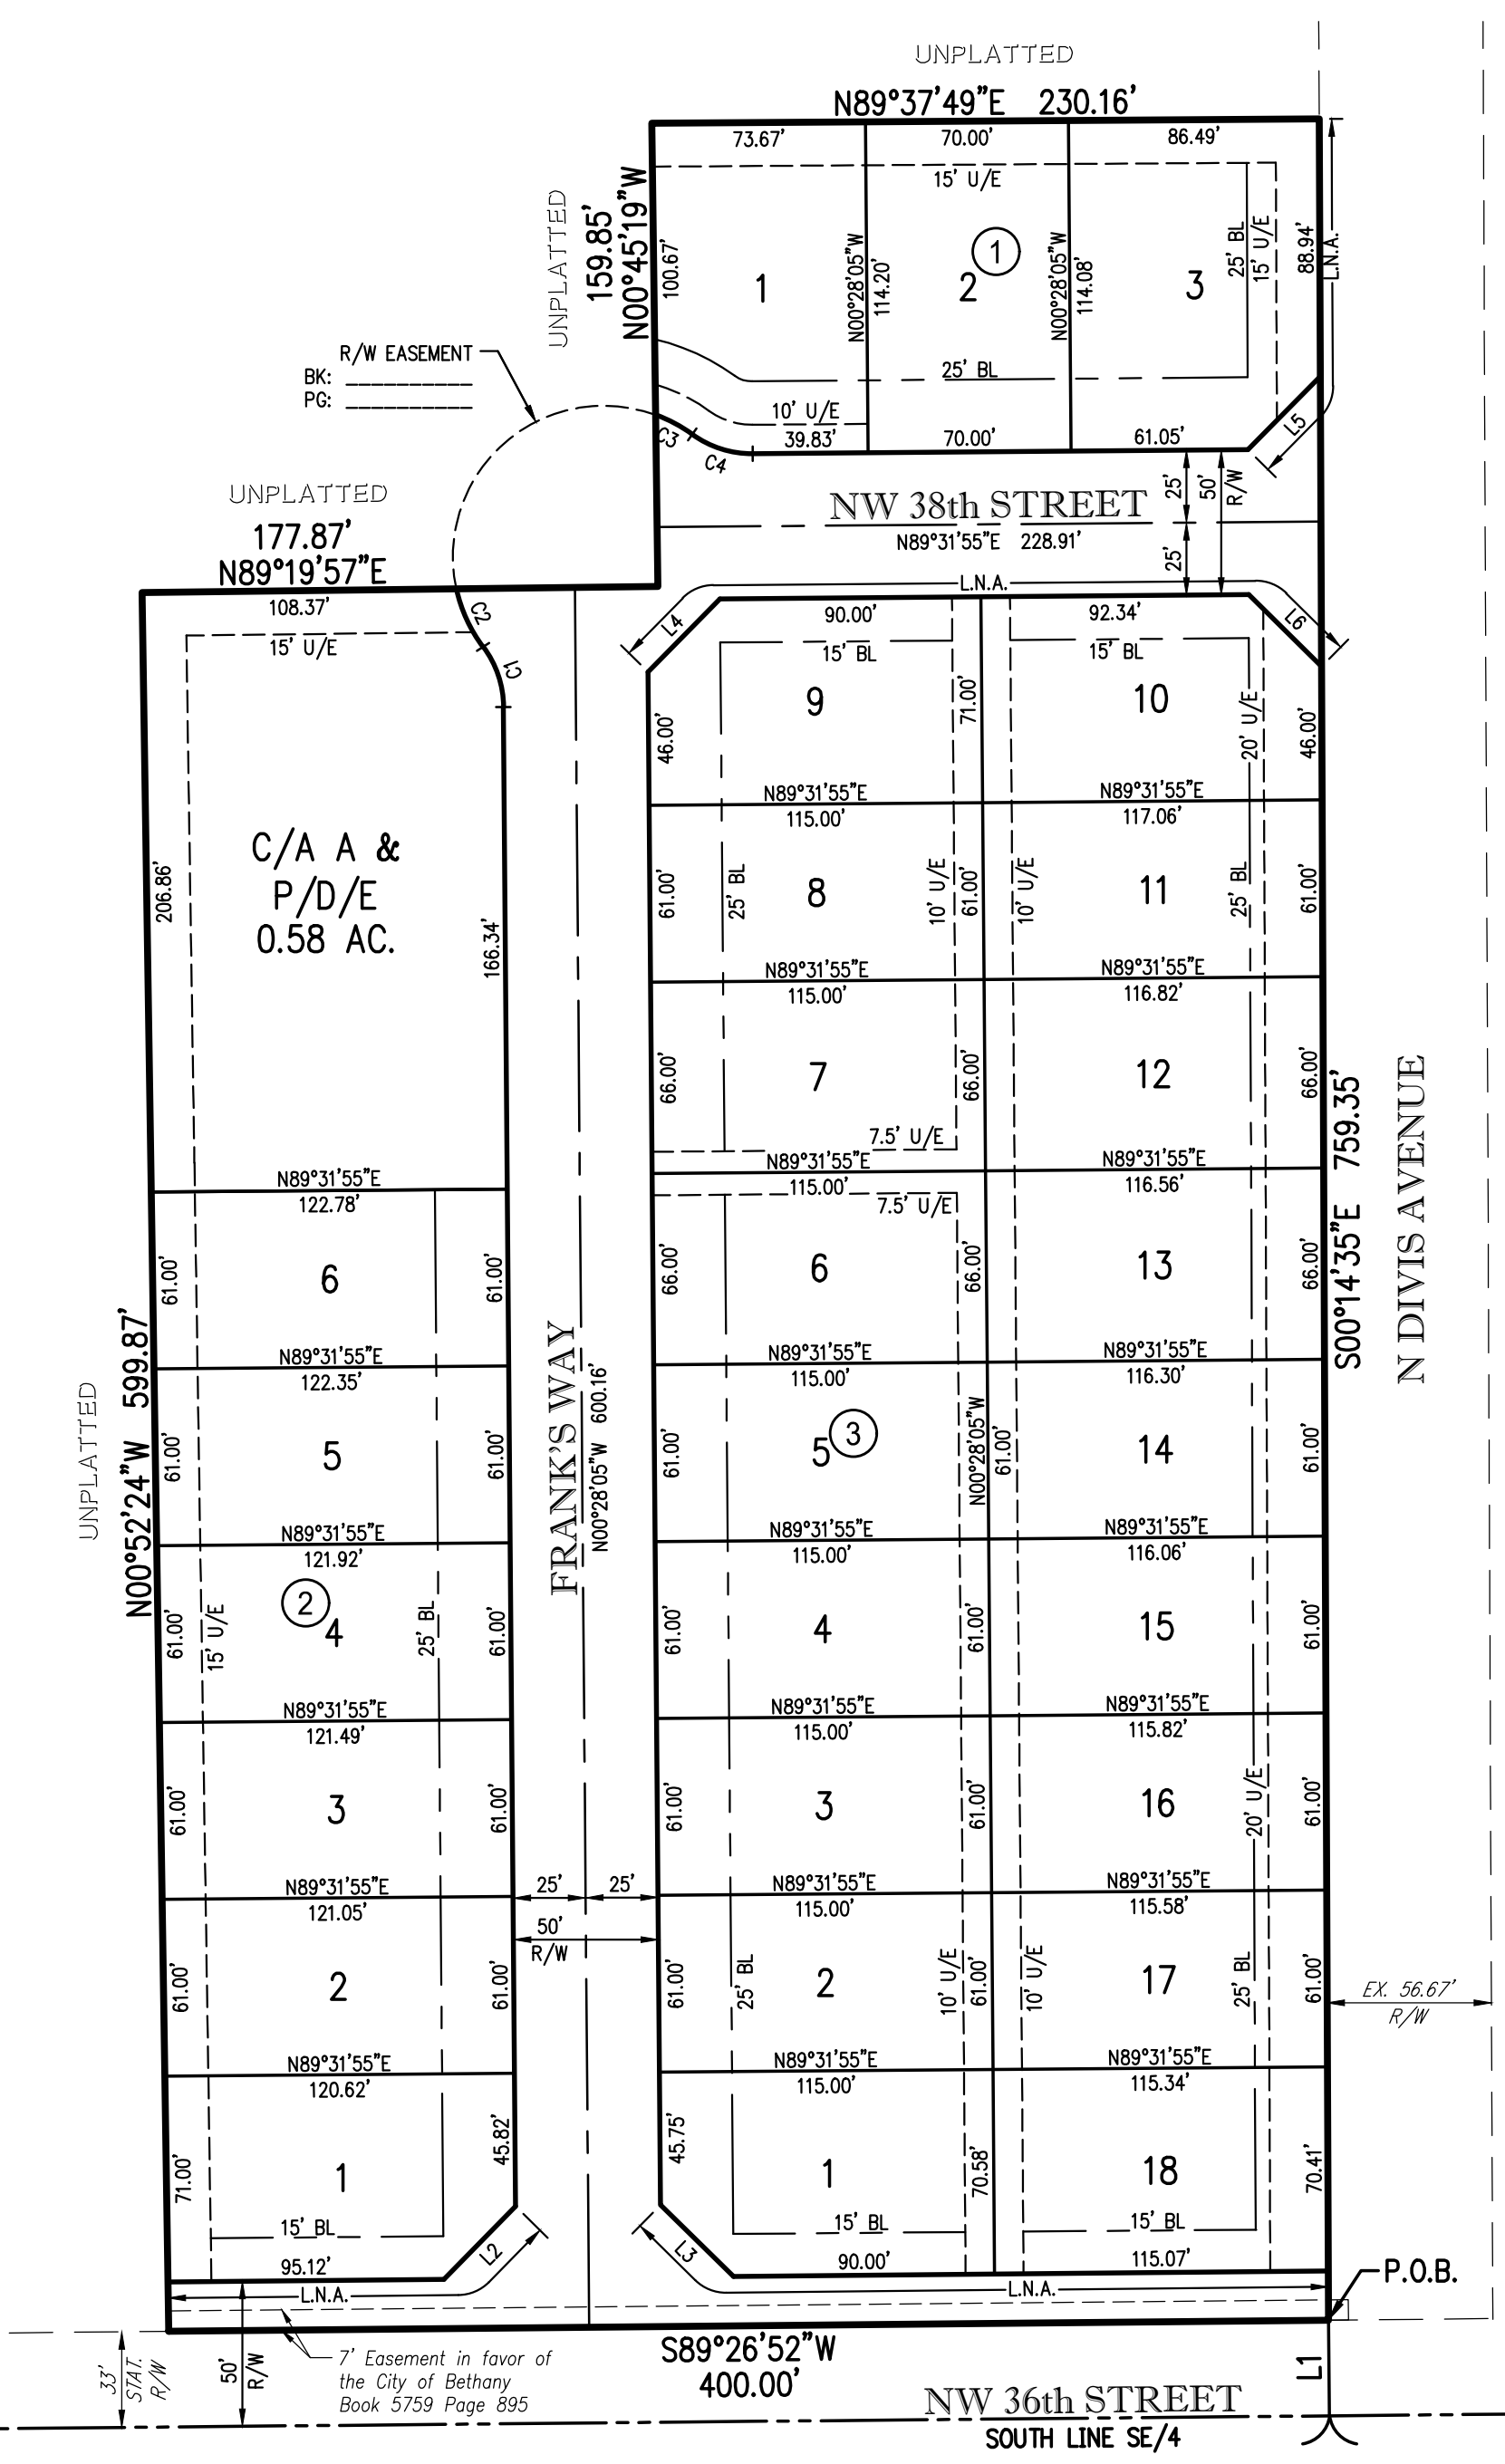 UNPLATTED
N89°37'49"E 230.16'
73.67'
70.00'
86.49'
15' U/E
UNPLATTED
159.85'
N00°45'19"W
100.67'
1
N00°28'05"W
114.20'
2
1
N00°28'05"W
114.08'
3
25' BL
15' U/E
88.94'
L.N.A.
R/W EASEMENT
BK: __________
PG: __________
25' BL
10' U/E
C3
C4
39.83'
70.00'
61.05'
L5
UNPLATTED
177.87'
N89°19'57"E
NW 38th STREET
N89°31'55"E 228.91'
25'
25'
50'
R/W
L.N.A.
108.37'
15' U/E
C2
C1
L4
90.00'
15' BL
92.34'
15' BL
L6
9
10
46.00'
71.00'
20' U/E
46.00'
N89°31'55"E
115.00'
N89°31'55"E
117.06'
C/A A &
P/D/E
0.58 AC.
206.86'
166.34'
61.00'
25' BL
8
10' U/E
61.00'
10' U/E
11
25' BL
61.00'
N89°31'55"E
115.00'
N89°31'55"E
116.82'
66.00'
7
66.00'
12
66.00'
7.5' U/E
N89°31'55"E
115.00'
7.5' U/E
N89°31'55"E
116.56'
N89°31'55"E
122.78'
61.00'
6
61.00'
66.00'
6
66.00'
13
66.00'
S00°14'35"E 759.35'
N DIVIS AVENUE
N89°31'55"E
122.35'
N89°31'55"E
115.00'
N89°31'55"E
116.30'
UNPLATTED
N00°52'24"W 599.87'
61.00'
5
61.00'
FRANK'S WAY
N00°28'05"W 600.16'
61.00'
5
3
N00°28'05"W
61.00'
14
61.00'
N89°31'55"E
121.92'
N89°31'55"E
115.00'
N89°31'55"E
116.06'
61.00'
15' U/E
2
4
25' BL
61.00'
61.00'
4
61.00'
15
61.00'
N89°31'55"E
121.49'
N89°31'55"E
115.00'
N89°31'55"E
115.82'
61.00'
3
61.00'
61.00'
3
61.00'
16
20' U/E
61.00'
N89°31'55"E
121.05'
25'
25'
50'
R/W
N89°31'55"E
115.00'
N89°31'55"E
115.58'
61.00'
2
61.00'
61.00'
25' BL
2
10' U/E
61.00'
10' U/E
17
25' BL
61.00'
EX. 56.67'
R/W
N89°31'55"E
120.62'
N89°31'55"E
115.00'
N89°31'55"E
115.34'
71.00'
1
45.82'
45.75'
1
70.58'
18
70.41'
15' BL
95.12'
L2
L3
15' BL
90.00'
15' BL
115.07'
P.O.B.
L.N.A.
L.N.A.
33'
STAT.
R/W
50'
R/W
7' Easement in favor of
the City of Bethany
Book 5759 Page 895
S89°26'52"W
400.00'
L1
NW 36th STREET
SOUTH LINE SE/4